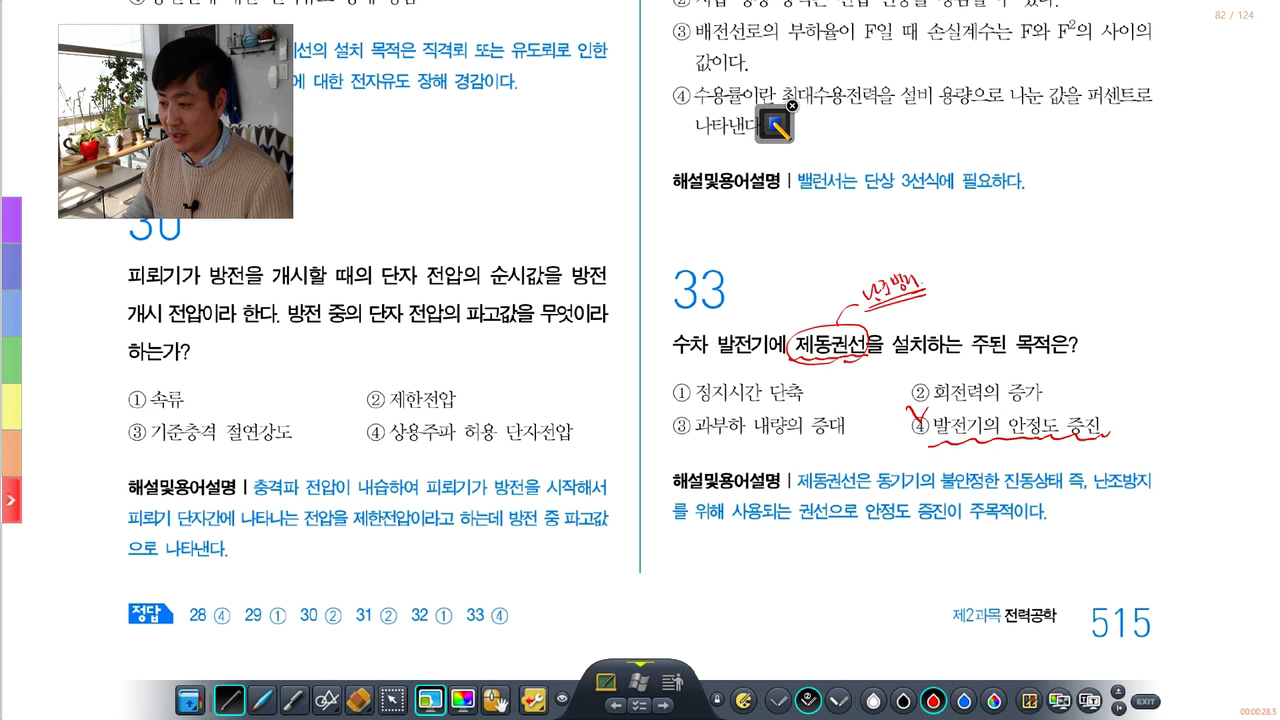 82 / 124
선의 설치 목적은 직격뢰 또는 유도뢰로 인한
에 대한 전자유도 장해 경감이다.
30
피뢰기가 방전을 개시할 때의 단자 전압의 순시값을 방전
개시 전압이라 한다. 방전 중의 단자 전압의 파고값을 무엇이라
하는가?
① 속류 ② 제한전압
③ 기준충격 절연강도 ④ 상용주파 허용 단자전압
해설및용어설명 | 충격파 전압이 내습하여 피뢰기가 방전을 시작해서
피뢰기 단자간에 나타나는 전압을 제한전압이라고 하는데 방전 중 파고값
으로 나타낸다.
③ 배전선로의 부하율이 F일 때 손실계수는 F와 F²의 사이의
값이다.
④ 수용률이란 최대수용전력을 설비 용량으로 나눈 값을 퍼센트로
나타낸다
해설및용어설명 | 밸런서는 단상 3선식에 필요하다.
33
난조방지
수차 발전기에 제동권선을 설치하는 주된 목적은?
① 정지시간 단축 ② 회전력의 증가
③ 과부하 내량의 증대 ④ 발전기의 안정도 증진
해설및용어설명 | 제동권선은 동기기의 불안정한 진동상태 즉, 난조방지
를 위해 사용되는 권선으로 안정도 증진이 주목적이다.
정답 28 ④ 29 ① 30 ② 31 ② 32 ① 33 ④
제2과목 전력공학 515
EXIT
00:00:28.5